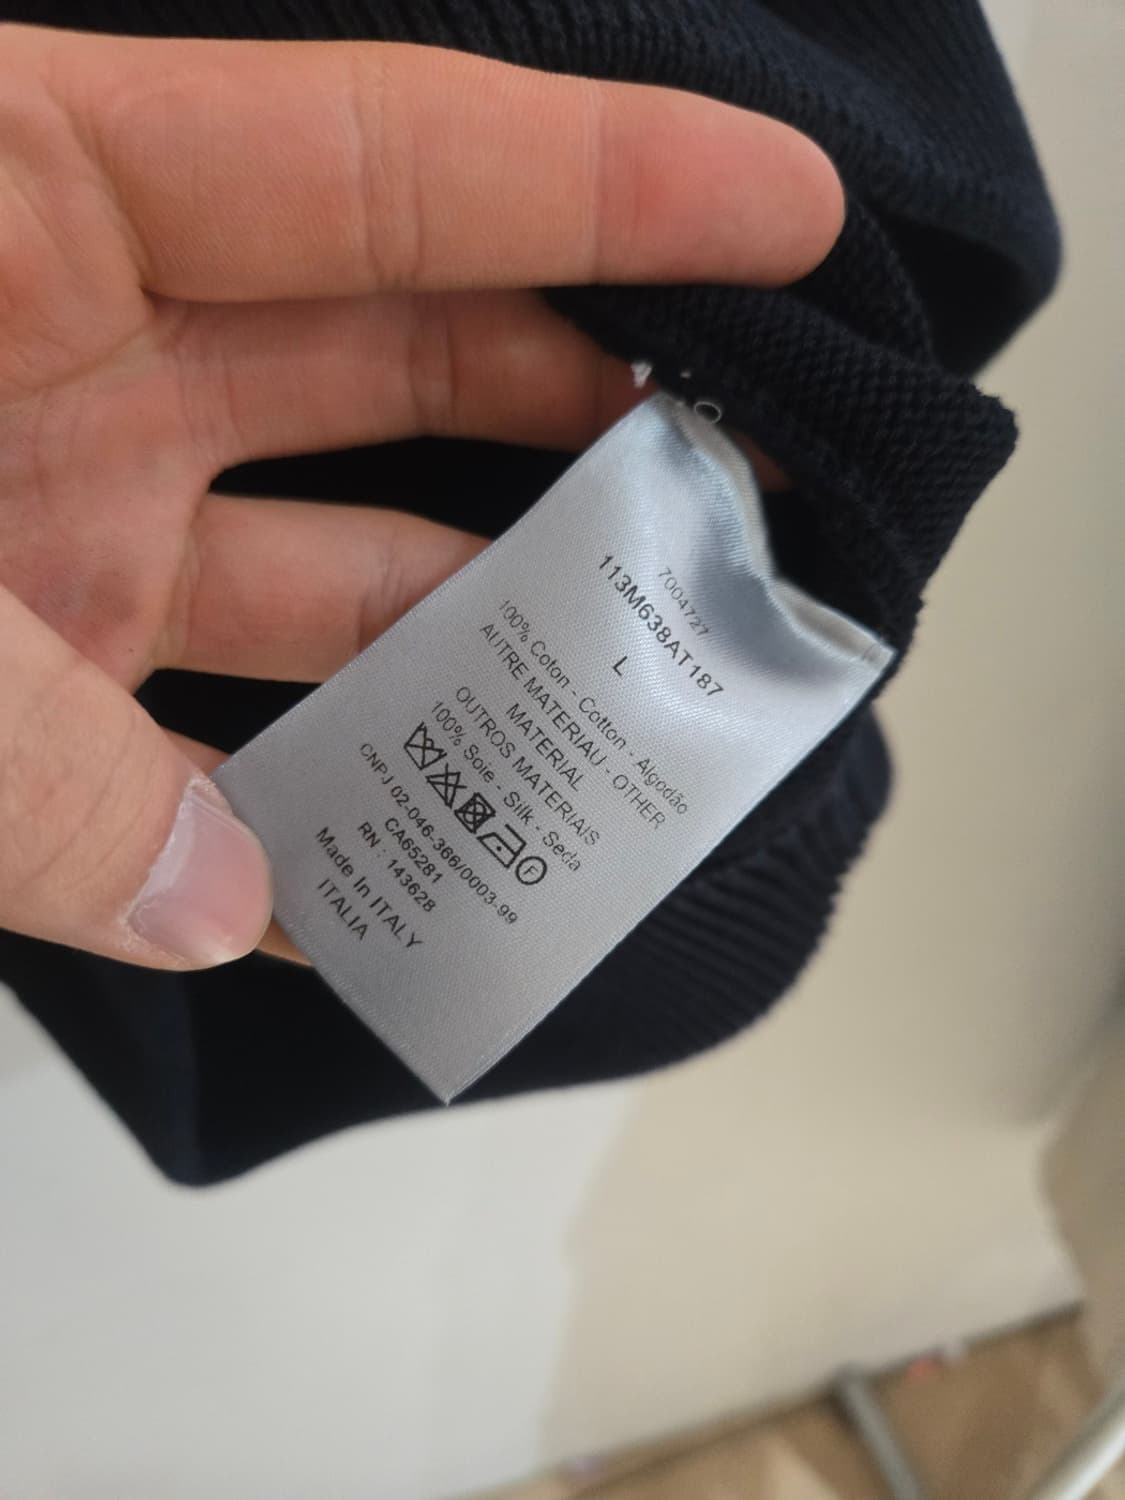 7004727
113M638AT187
L
100% Coton - Cotton - Algodão
AUTRE MATERIAU - OTHER
MATERIAL
OUTROS MATERIAIS
100% Soie - Silk - Seda
F
CNPJ 02-046-366/0003-99
CA65281
RN : 143628
Made In ITALY
ITALIA